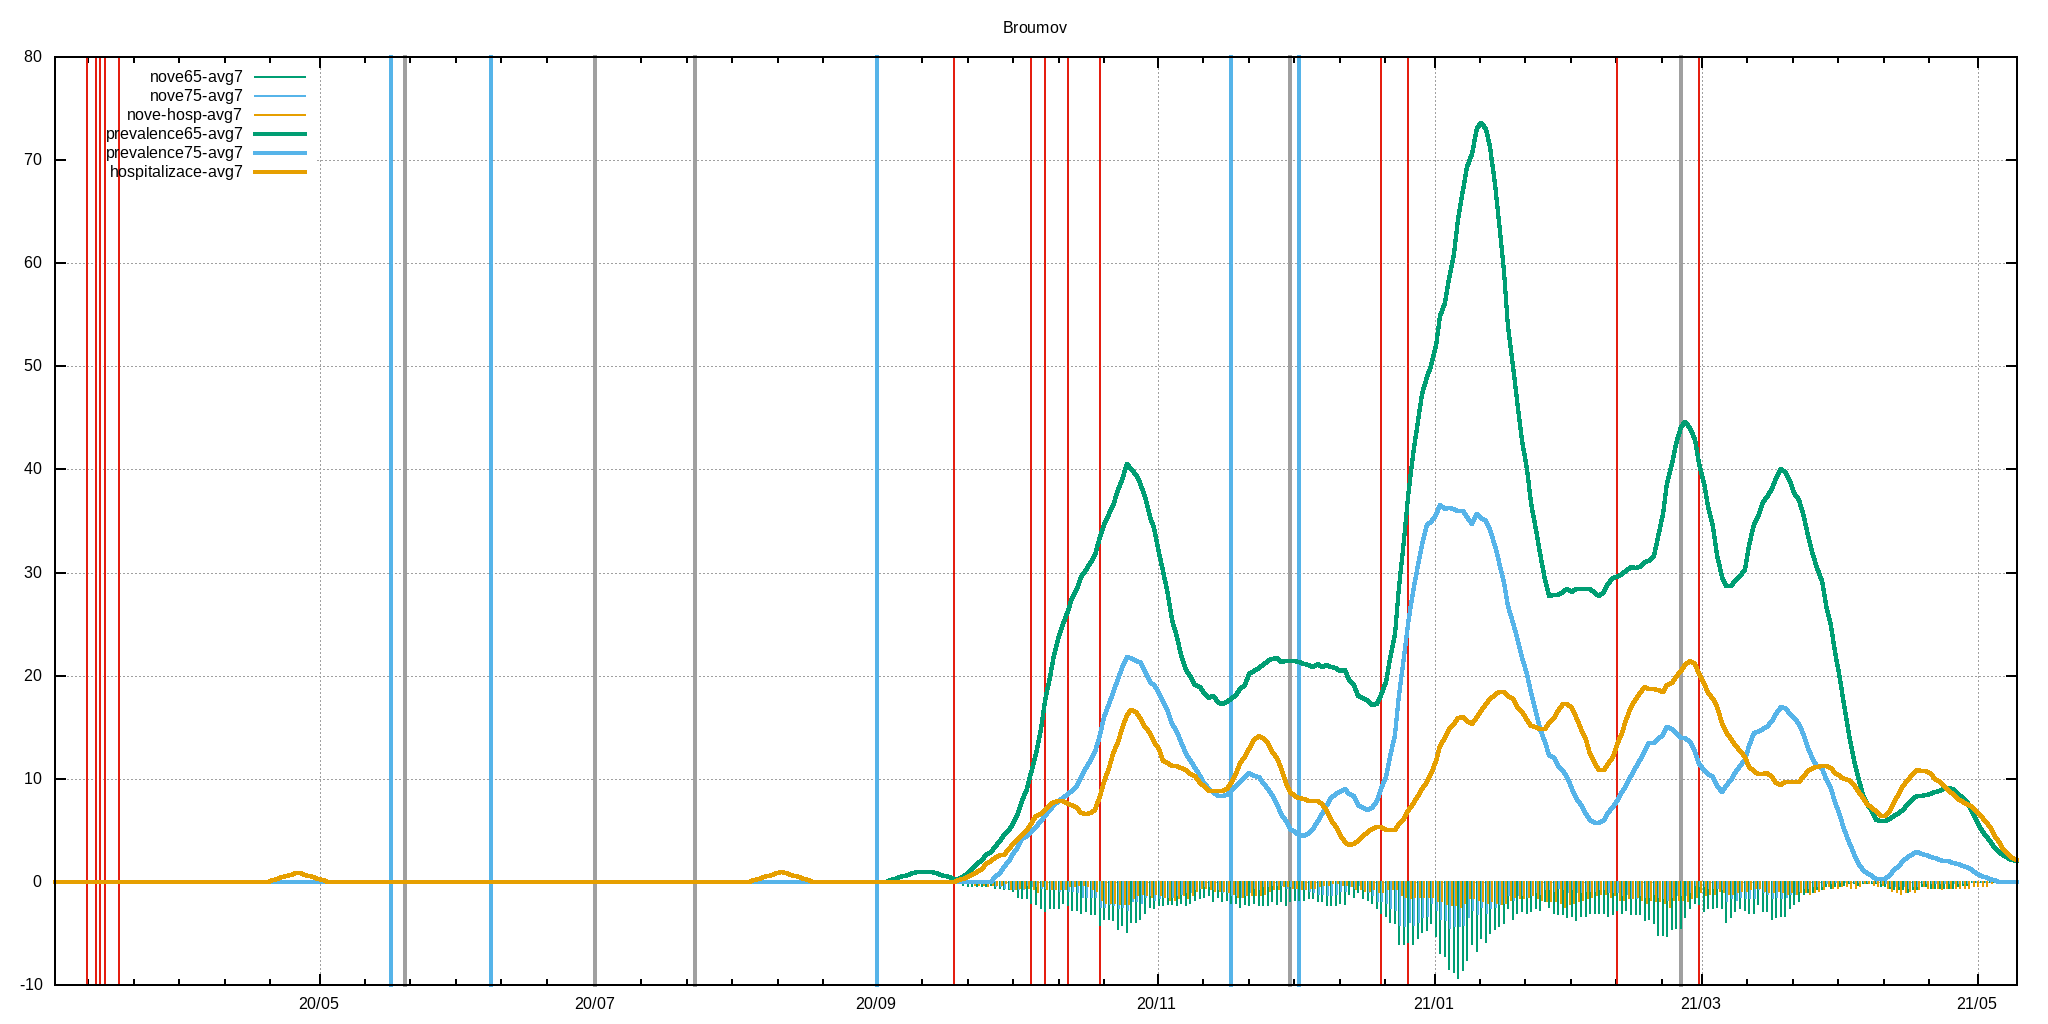 Broumov
80
70
60
50
40
30
20
10
0
-10
nove65-avg7
nove75-avg7
nove-hosp-avg7
prevalence65-avg7
prevalence75-avg7
hospitalizace-avg7
20/05 20/07 20/09 20/11 21/01 21/03 21/05